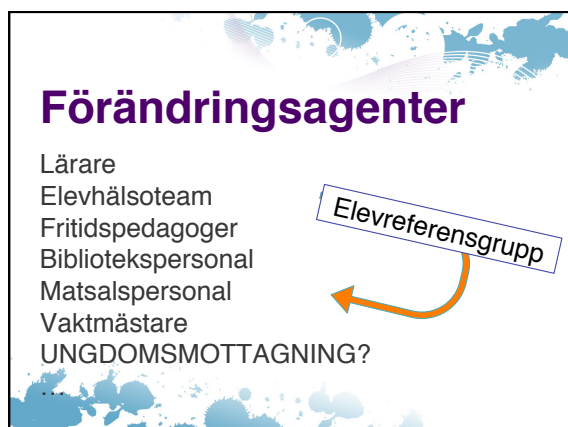 Förändringsagenter
Lärare
Elevhälsoteam
Fritidspedagoger
Bibliotekspersonal
Matsalspersonal
Vaktmästare
UNGDOMSMOTTAGNING?
...
Elevreferensgrupp